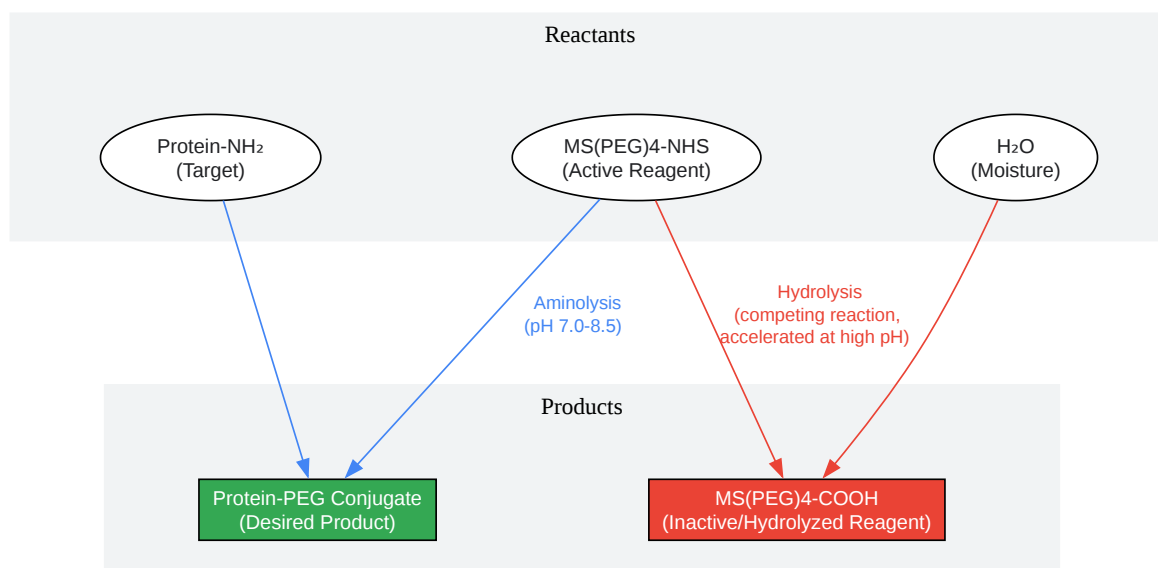 Reactants
Protein-NH₂
(Target)
MS(PEG)4-NHS
(Active Reagent)
H₂O
(Moisture)
Aminolysis
(pH 7.0-8.5)
Hydrolysis
(competing reaction,
accelerated at high pH)
Products
Protein-PEG Conjugate
(Desired Product)
MS(PEG)4-COOH
(Inactive/Hydrolyzed Reagent)